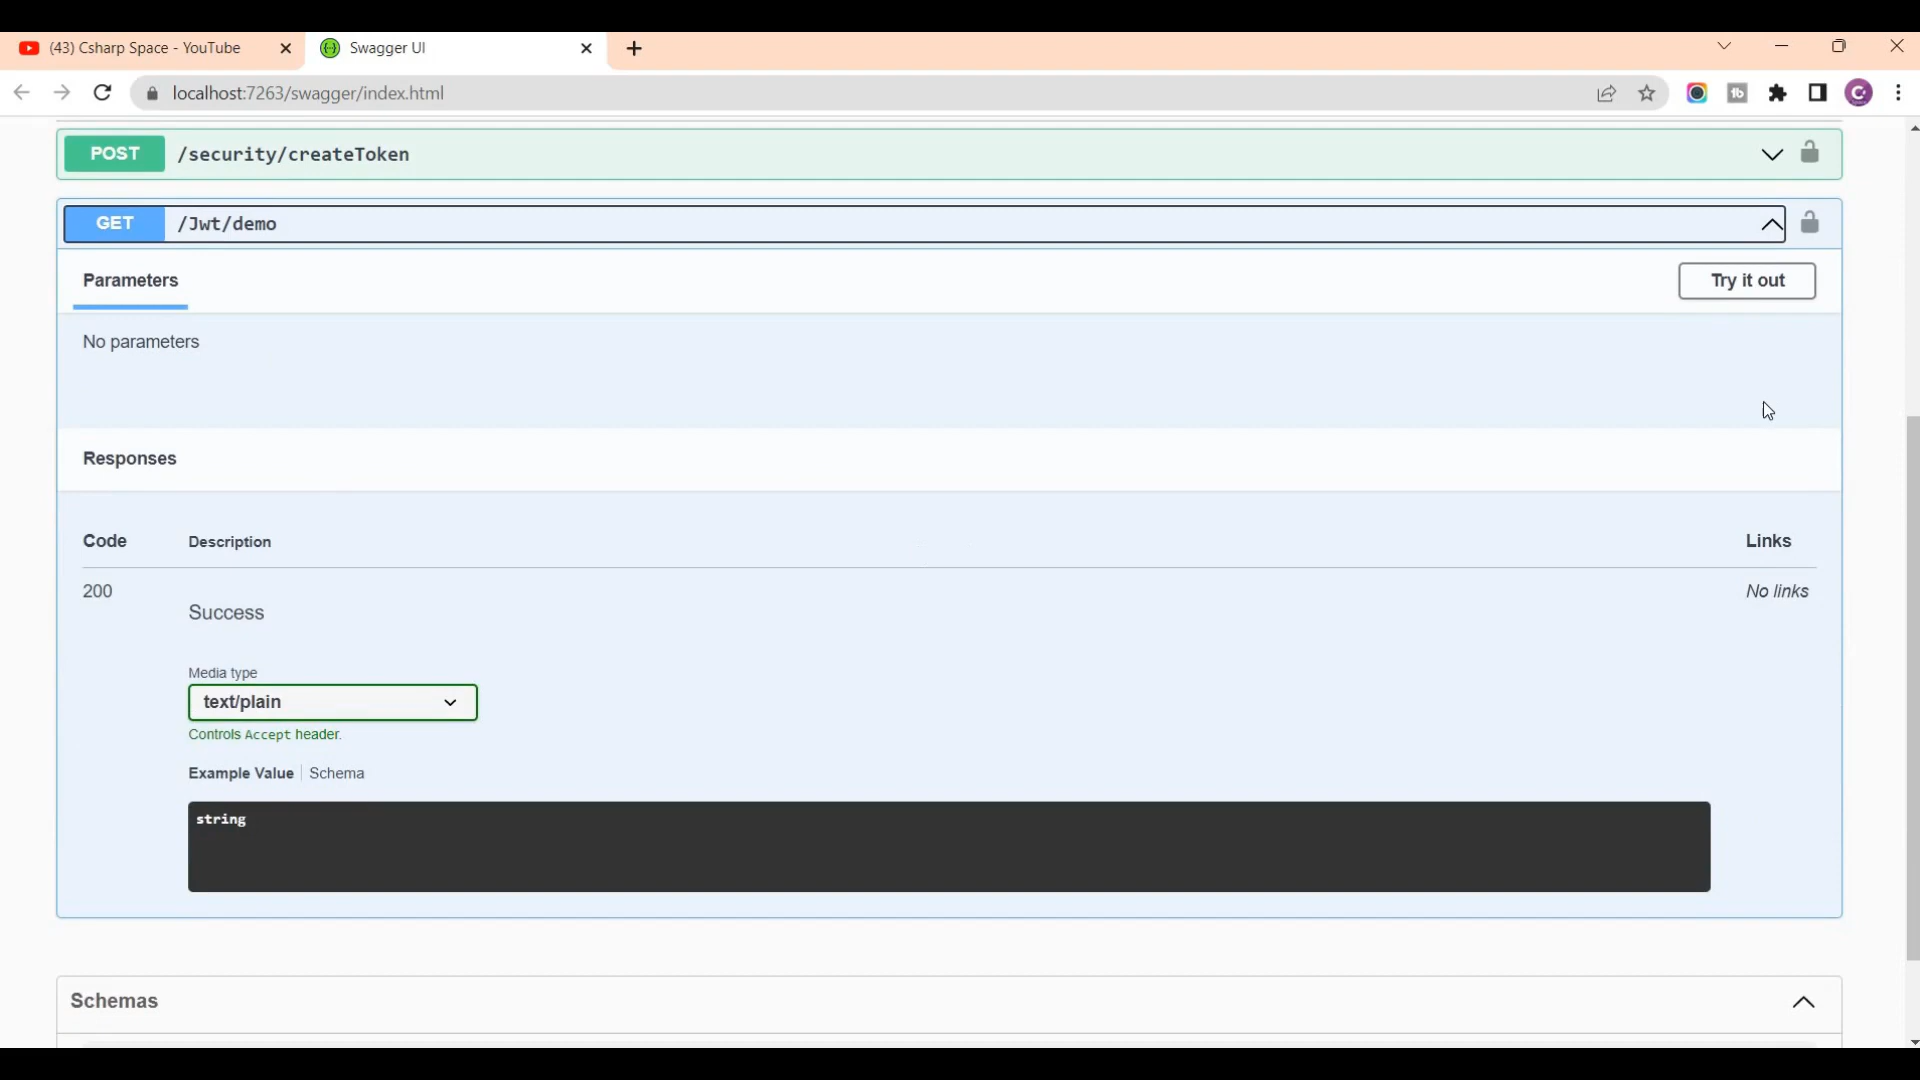 (43) Csharp Space - YouTube
Swagger UI
localhost:7263/swagger/index.html
POST /security/createToken
GET /Jwt/demo
Parameters
Try it out
No parameters
Responses
Code Description Links
200 No links
Success
Media type
text/plain
Controls Accept header.
Example Value Schema
string
Schemas